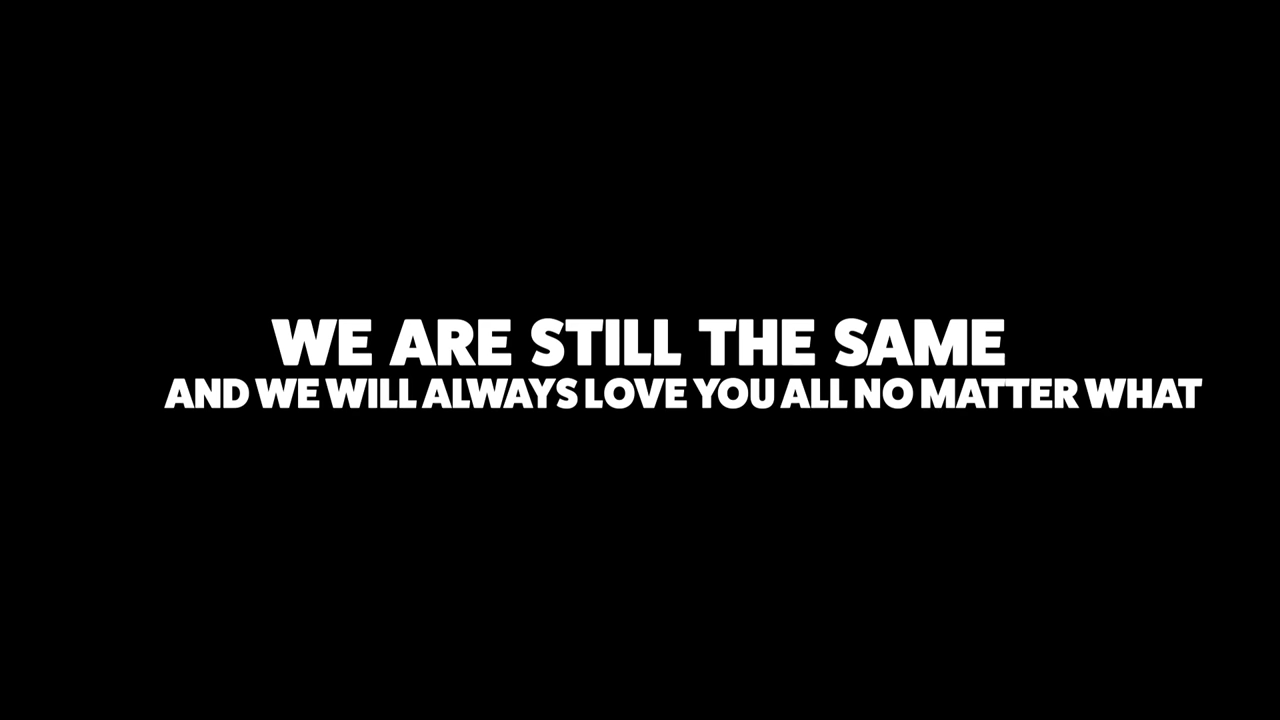 WE ARE STILL THE SAME
AND WE WILL ALWAYS LOVE YOU ALL NO MATTER WHAT